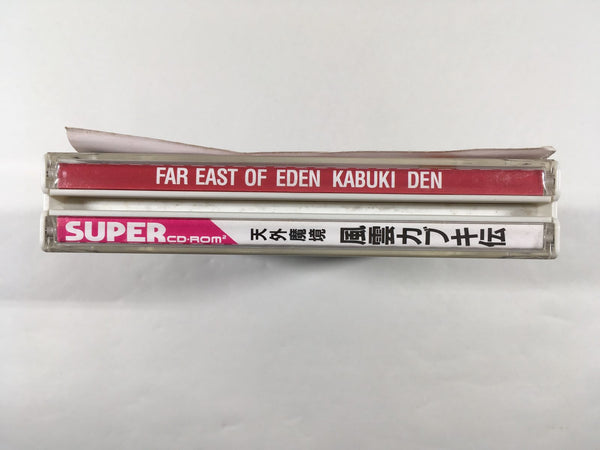 FAR EAST OF EDEN KABUKI DEN
SUPER CD-ROM² 天外魔境 風雲カブキ伝